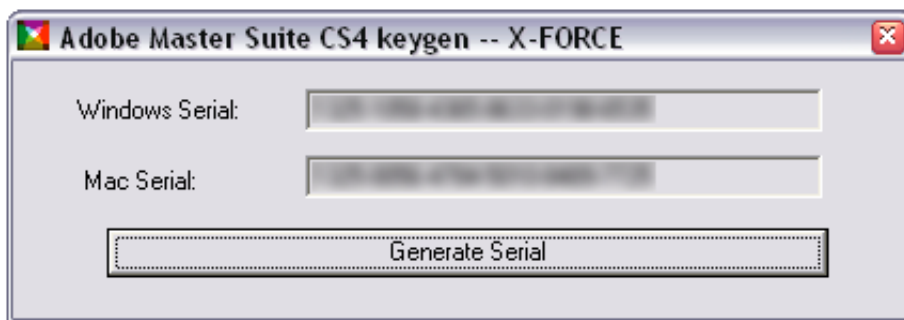 Adobe Master Suite CS4 keygen -- X-FORCE
Windows Serial:
Mac Serial:
Generate Serial